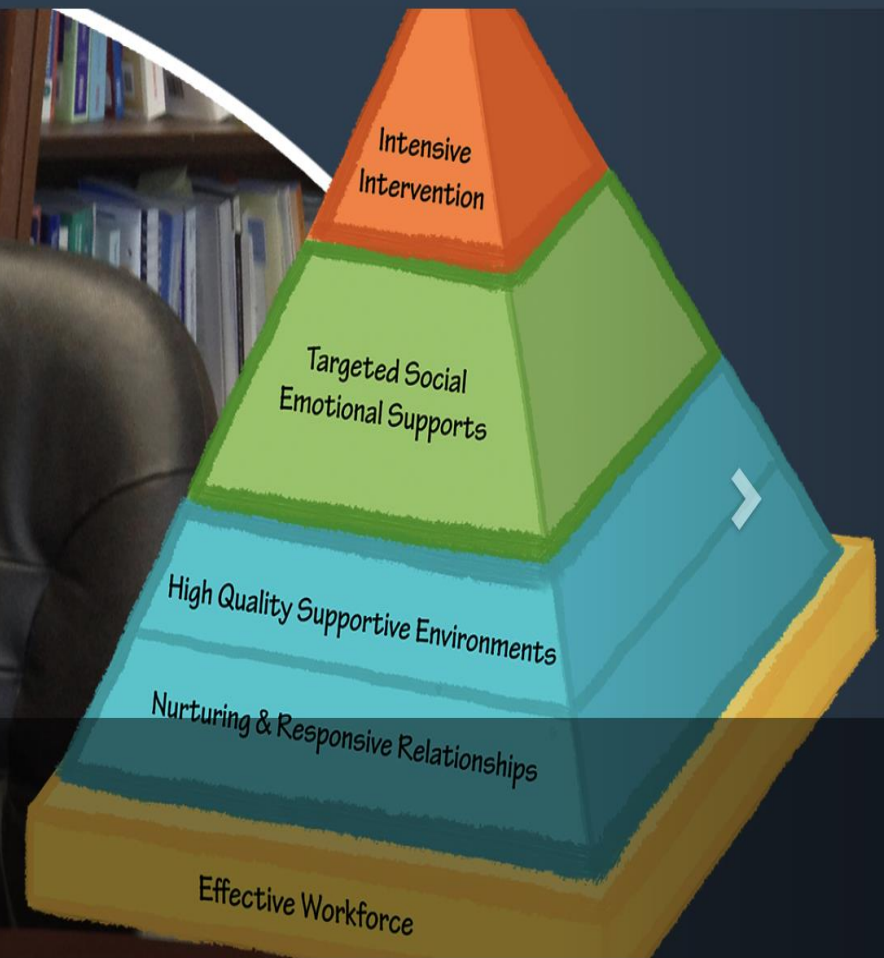 Intensive
Intervention
Targeted Social
Emotional Supports
High Quality Supportive Environments
Nurturing & Responsive Relationships
Effective Workforce